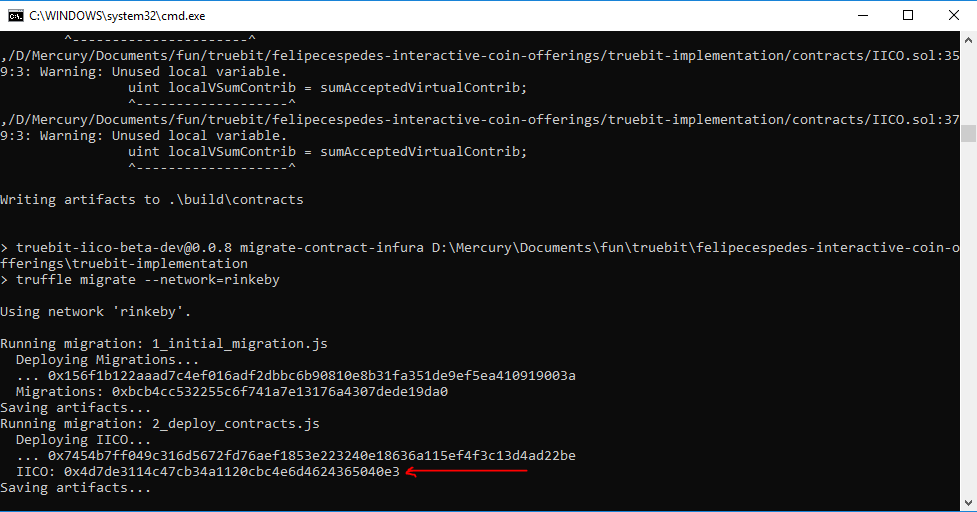 C:\WINDOWS\system32\cmd.exe
^----------------------^
,/D/Mercury/Documents/fun/truebit/felipecespedes-interactive-coin-offerings/truebit-implementation/contracts/IICO.sol:35
9:3: Warning: Unused local variable.
uint localVSumContrib = sumAcceptedVirtualContrib;
^-------------------^
,/D/Mercury/Documents/fun/truebit/felipecespedes-interactive-coin-offerings/truebit-implementation/contracts/IICO.sol:37
9:3: Warning: Unused local variable.
uint localVSumContrib = sumAcceptedVirtualContrib;
^-------------------^
Writing artifacts to .\build\contracts
> truebit-iico-beta-dev@0.0.8 migrate-contract-infura D:\Mercury\Documents\fun\truebit\felipecespedes-interactive-coin-o
fferings\truebit-implementation
> truffle migrate --network=rinkeby
Using network 'rinkeby'.
Running migration: 1_initial_migration.js
Deploying Migrations...
... 0x156f1b122aaad7c4ef016adf2dbbc6b90810e8b31fa351de9ef5ea410919003a
Migrations: 0xbcb4cc532255c6f741a7e13176a4307dede19da0
Saving artifacts...
Running migration: 2_deploy_contracts.js
Deploying IICO...
... 0x7454b7ff049c316d5672fd76aef1853e223240e18636a115ef4f3c13d4ad22be
IICO: 0x4d7de3114c47cb34a1120cbc4e6d4624365040e3
Saving artifacts...